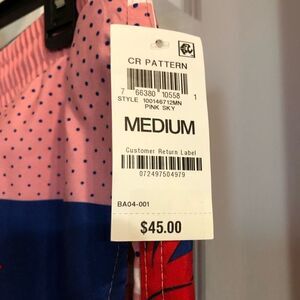 CR PATTERN
7 66380 10558 1
STYLE 100146712MN
PINK SKY
MEDIUM
Customer Return Label
072497504979
BA04-001
$45.00